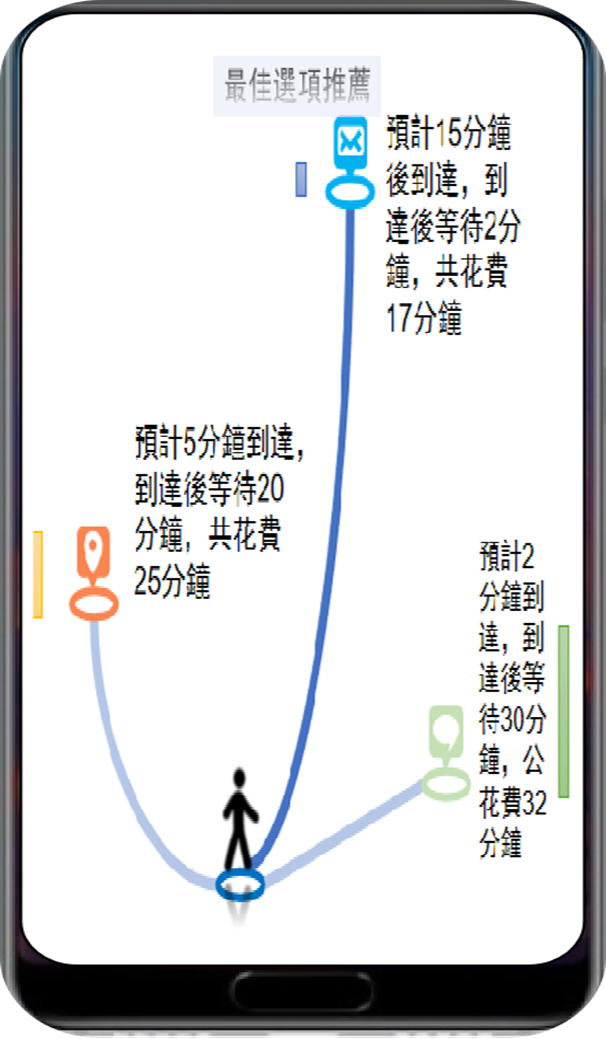 最佳選項推薦
預計15分鐘
後到達，到
達後等待2分
鐘，共花費
17分鐘
預計5分鐘到達，
到達後等待20
分鐘，共花費
25分鐘
預計2
分鐘到
達，到
達後等
待30分
鐘，公
花費32
分鐘